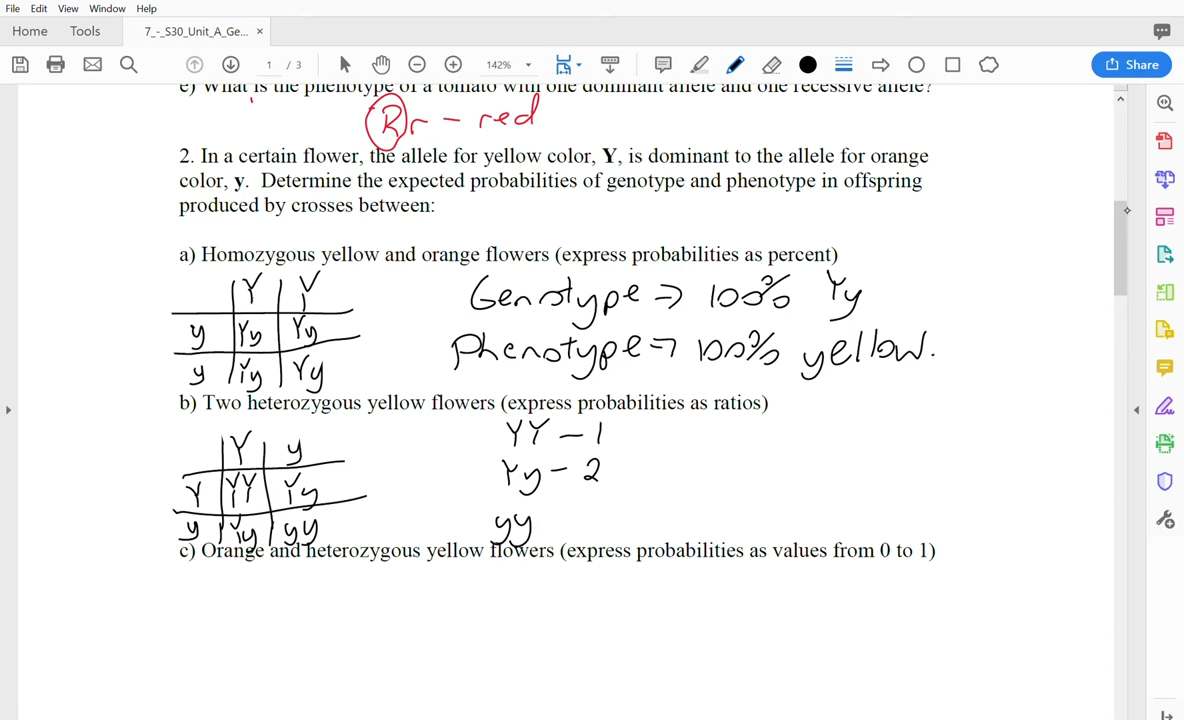 File Edit View Window Help
Home Tools 7_-_S30_Unit_A_Ge... ×
1 / 3 142% Share
e) What is the phenotype of a tomato with one dominant allele and one recessive allele?
Rr - red
2. In a certain flower, the allele for yellow color, Y, is dominant to the allele for orange
color, y. Determine the expected probabilities of genotype and phenotype in offspring
produced by crosses between:
a) Homozygous yellow and orange flowers (express probabilities as percent)
Y Y
y Yy Yy
y Yy Yy
Genotype => 100% Yy
Phenotype => 100% yellow.
b) Two heterozygous yellow flowers (express probabilities as ratios)
Y y
Y YY Yy
y Yy yy
YY - 1
Yy - 2
yy
c) Orange and heterozygous yellow flowers (express probabilities as values from 0 to 1)